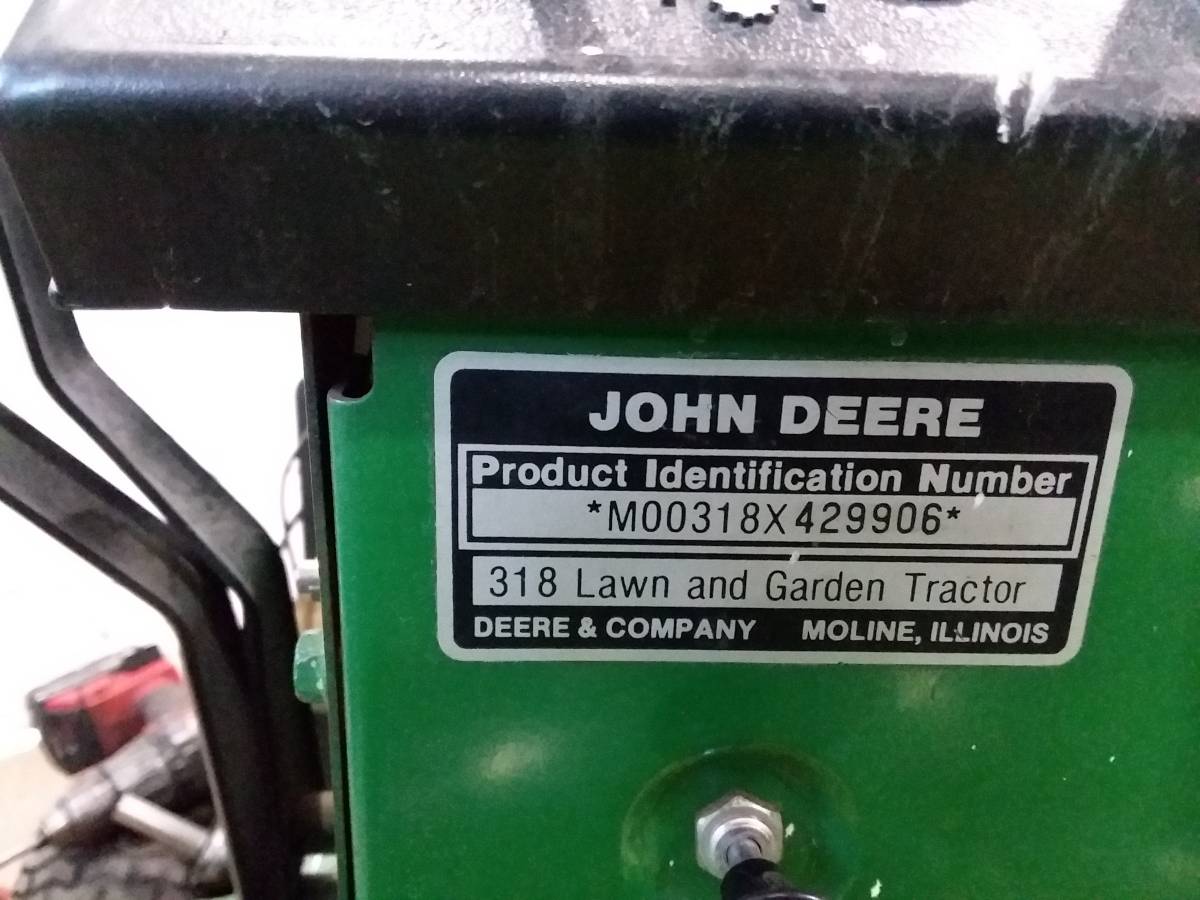 JOHN DEERE
Product Identification Number
*M00318X429906*
318 Lawn and Garden Tractor
DEERE & COMPANY MOLINE, ILLINOIS